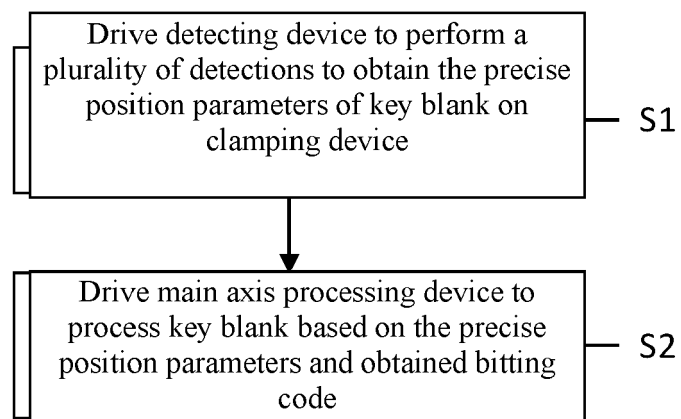 Drive detecting device to perform a
plurality of detections to obtain the precise
position parameters of key blank on
clamping device
S1
Drive main axis processing device to
process key blank based on the precise
position parameters and obtained bitting
code
S2